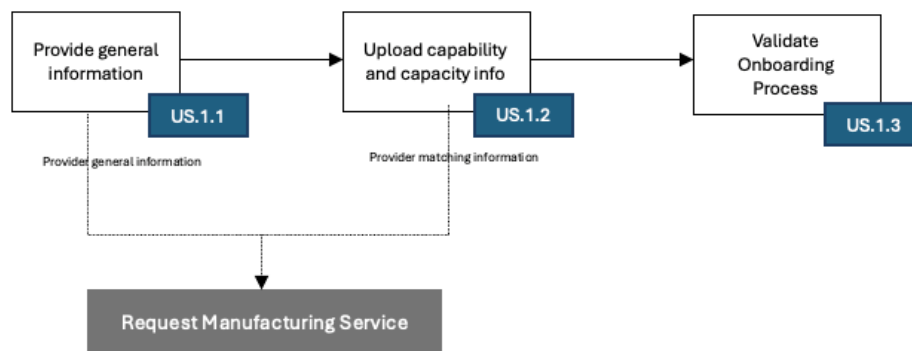 Provide general
information
US.1.1
Upload capability
and capacity info
US.1.2
Validate
Onboarding
Process
US.1.3
Provider general information
Provider matching information
Request Manufacturing Service